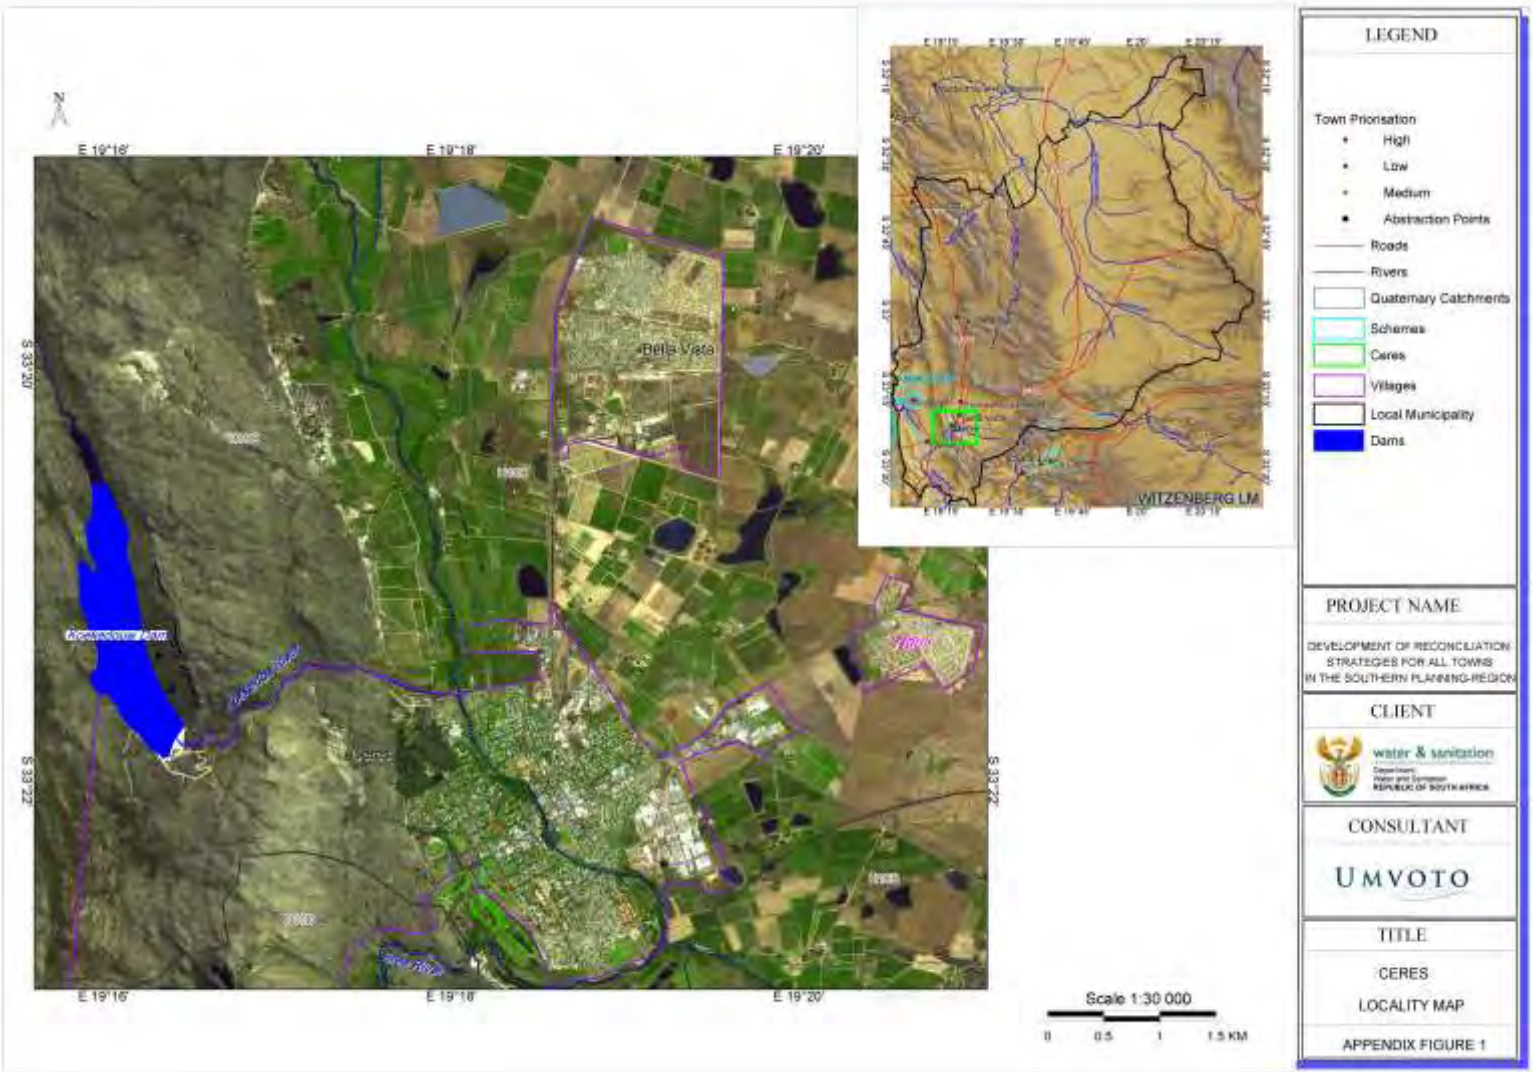 N
E 19°16'
E 19°18'
E 19°20'
S 33°20'
S 33°22'
S 33°22'
Bella Vista
Koekedouw Dam
Ceres
E 19°16'
E 19°18'
E 19°20'
WITZENBERG LM
Scale 1:30 000
0 0.5 1 1.5 KM
LEGEND
Town Priorisation
High
Low
Medium
Abstraction Points
Roads
Rivers
Quaternary Catchments
Schemes
Ceres
Villages
Local Municipality
Dams
PROJECT NAME
DEVELOPMENT OF RECONCILIATION
STRATEGIES FOR ALL TOWNS
IN THE SOUTHERN PLANNING-REGION
CLIENT
water & sanitation
Department:
Water and Sanitation
REPUBLIC OF SOUTH AFRICA
CONSULTANT
UMVOTO
TITLE
CERES
LOCALITY MAP
APPENDIX FIGURE 1